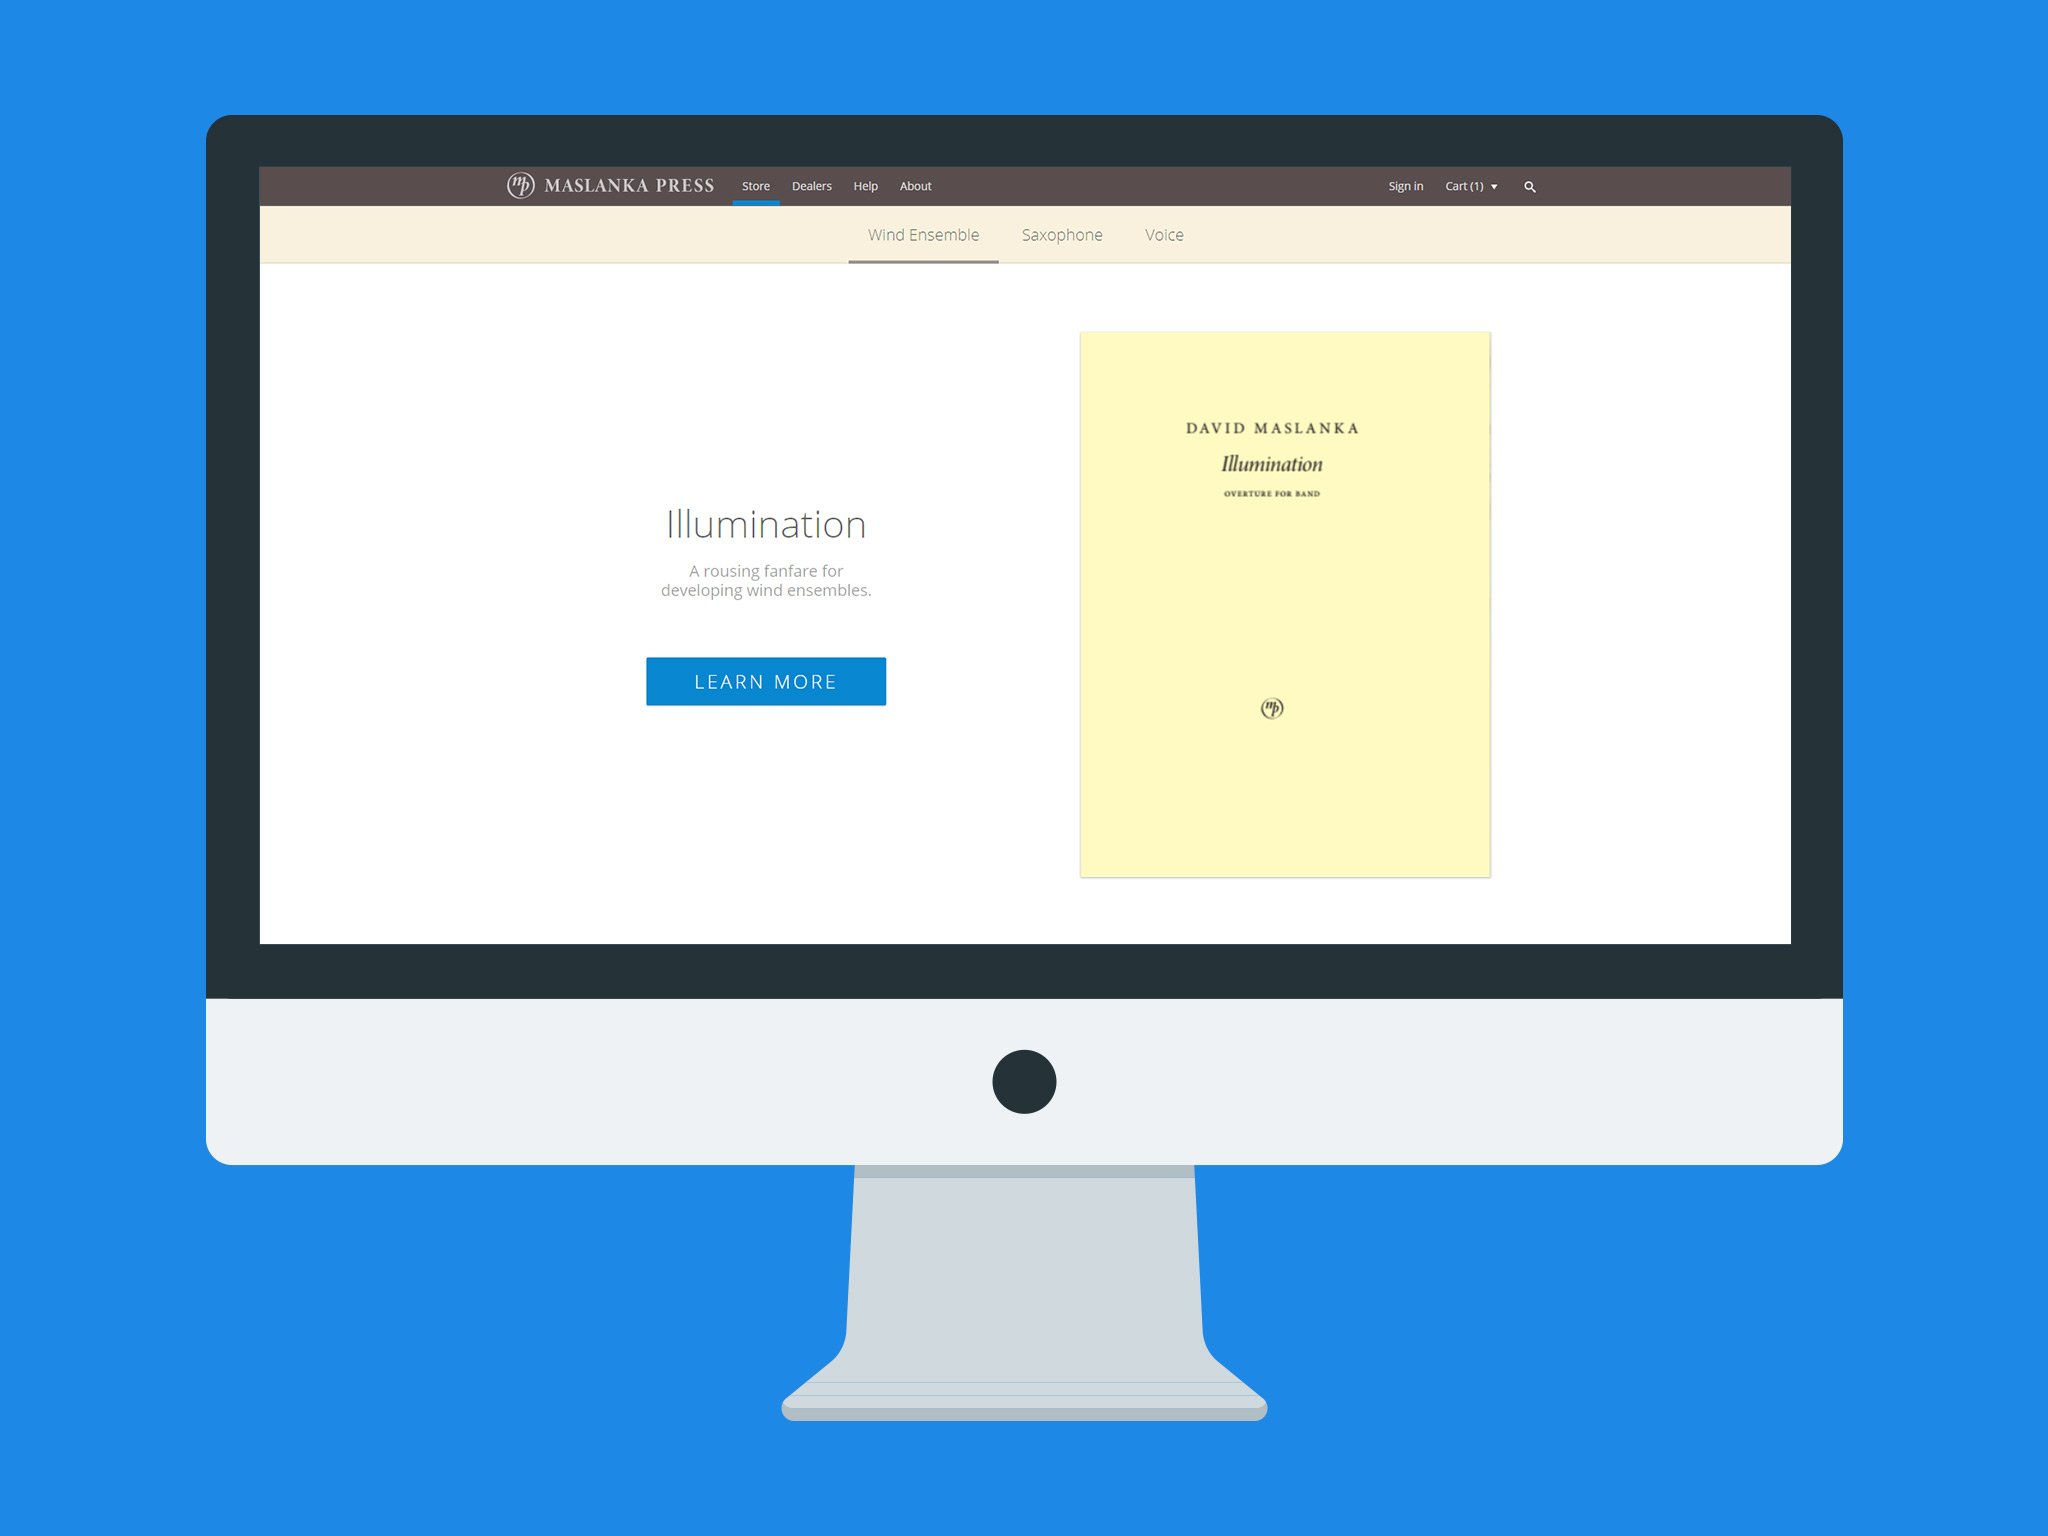 mp MASLANKA PRESS Store Dealers Help About Sign in Cart (1)
Wind Ensemble Saxophone Voice
Illumination
A rousing fanfare for
developing wind ensembles.
LEARN MORE
DAVID MASLANKA
Illumination
OVERTURE FOR BAND
mp